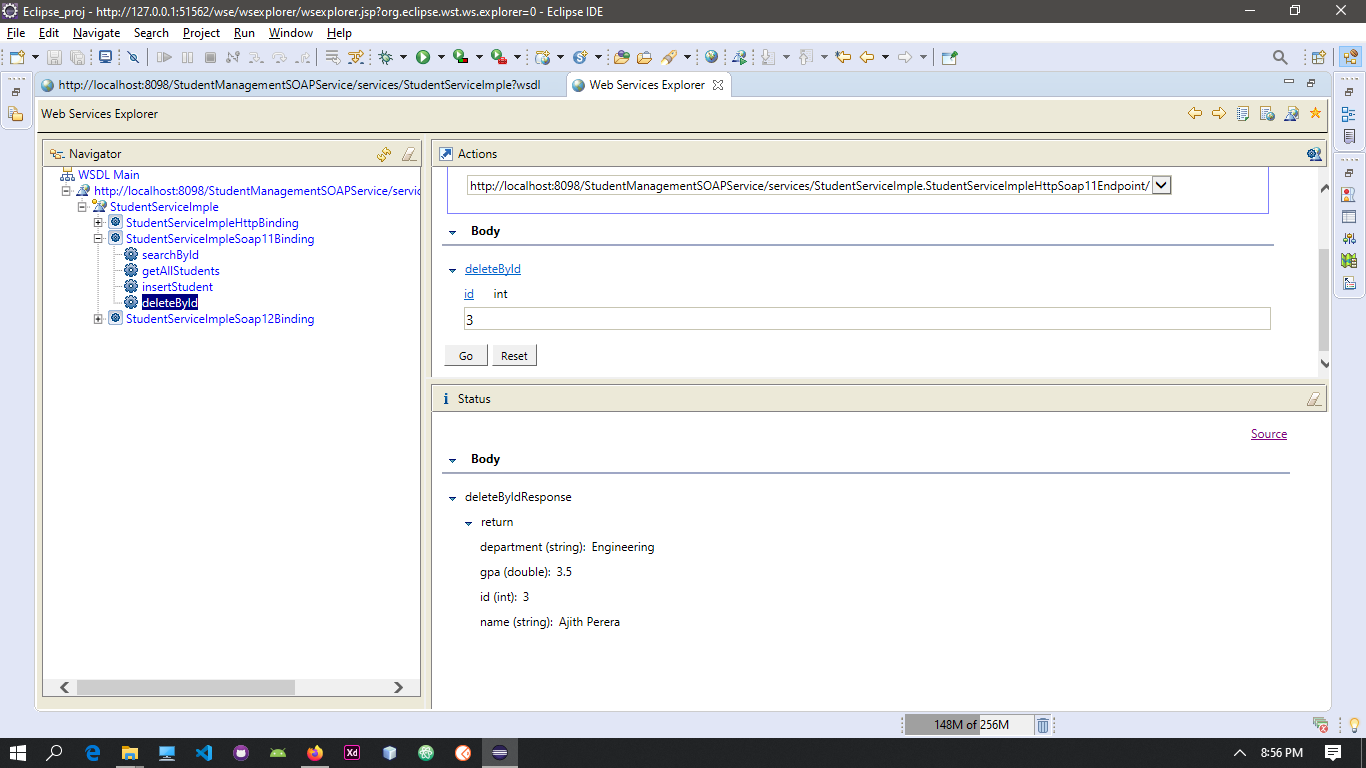 Eclipse_proj - http://127.0.0.1:51562/wse/wsexplorer/wsexplorer.jsp?org.eclipse.wst.ws.explorer=0 - Eclipse IDE
File Edit Navigate Search Project Run Window Help
http://localhost:8098/StudentManagementSOAPService/services/StudentServiceImple?wsdl Web Services Explorer
Web Services Explorer
Navigator
WSDL Main
http://localhost:8098/StudentManagementSOAPService/servic
StudentServiceImple
StudentServiceImpleHttpBinding
StudentServiceImpleSoap11Binding
searchById
getAllStudents
insertStudent
deleteById
StudentServiceImpleSoap12Binding
Actions
http://localhost:8098/StudentManagementSOAPService/services/StudentServiceImple.StudentServiceImpleHttpSoap11Endpoint/
Body
deleteById
id int
3
Go Reset
i Status
Source
Body
deleteByIdResponse
return
department (string): Engineering
gpa (double): 3.5
id (int): 3
name (string): Ajith Perera
148M of 256M
Xd
8:56 PM